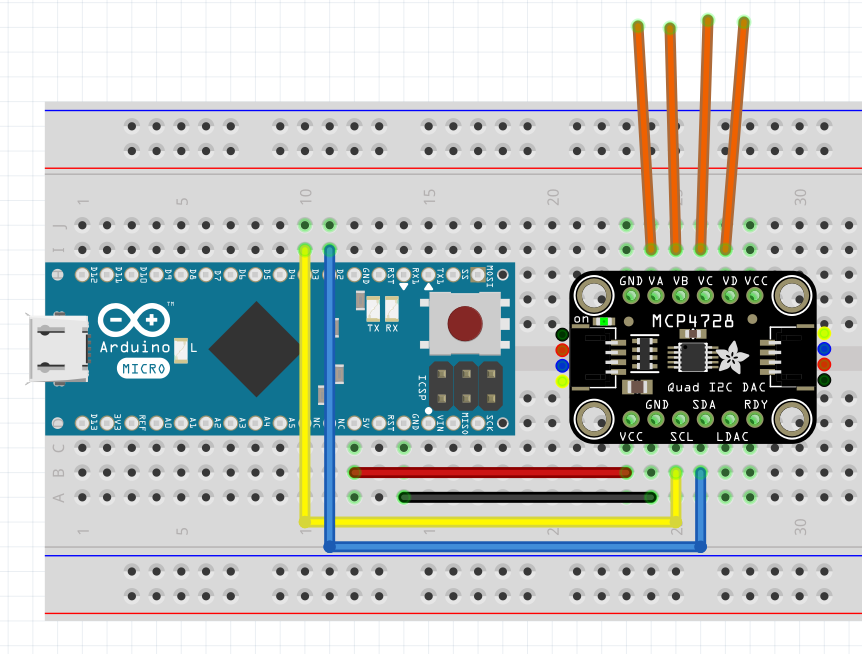 1 5 10 15 20 25 30
J
I
D12 D11 D10 D9 D8 D7 D6 D5 D4 D3 D2 GND RST RX1 TX1 SS MOSI
GND VA VB VC VD VCC
on
MCP4728
TM
TX RX
Arduino
L
MICRO
ICSP
Quad I2C DAC
GND SDA RDY
VCC SCL LDAC
D13 3V3 REF A0 A1 A2 A3 A4 A5 NC NC 5V RST GND VIN MISO SCK
C
B
A
1 5 15 30